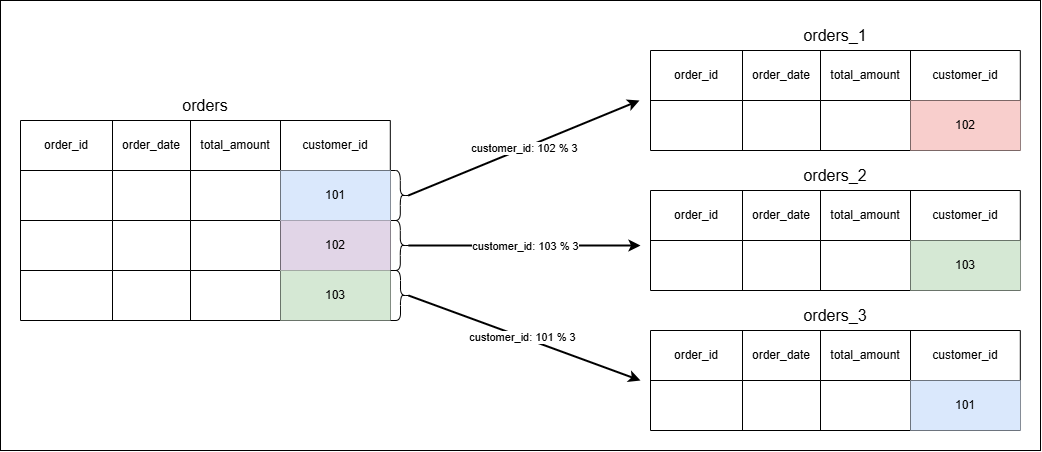 orders
order_id order_date total_amount customer_id
101
102
103
customer_id: 102 % 3
customer_id: 103 % 3
customer_id: 101 % 3
orders_1
order_id order_date total_amount customer_id
102
orders_2
order_id order_date total_amount customer_id
103
orders_3
order_id order_date total_amount customer_id
101